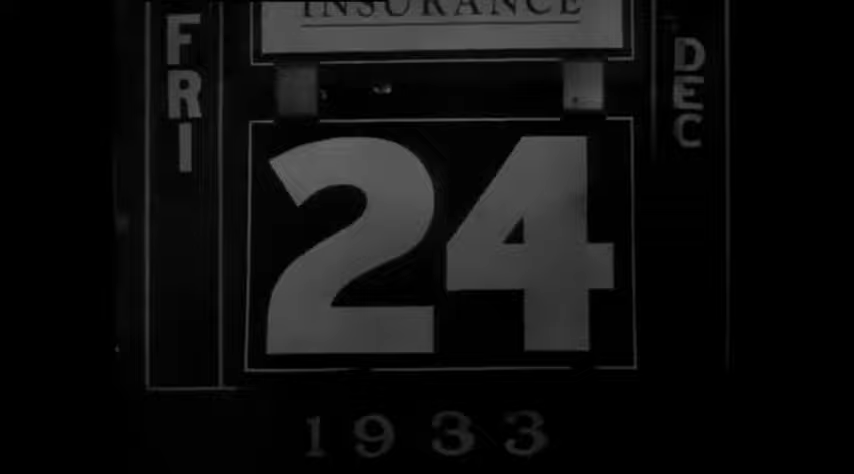 INSURANCE
FRI
DEC
24
1933